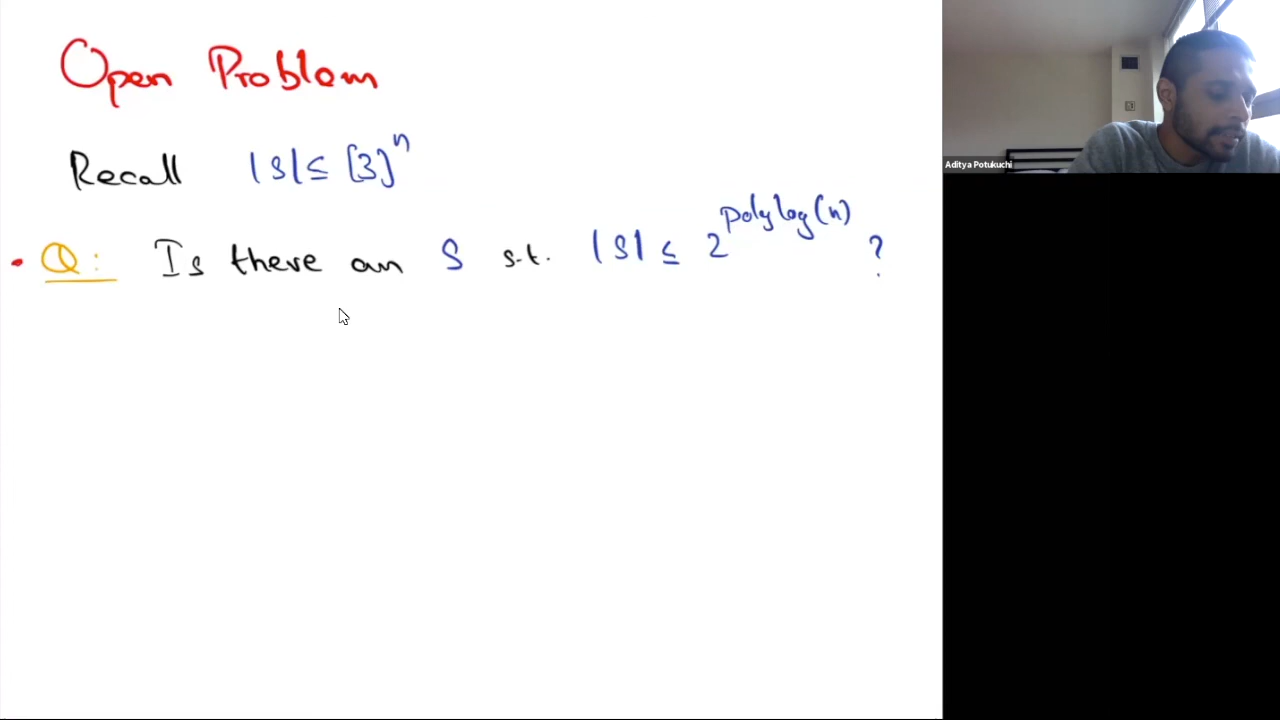 Open Problem
Recall |S| ≤ [3]^n
Q: Is there an S s.t. |S| ≤ 2^polylog(n) ?
Aditya Potukuchi